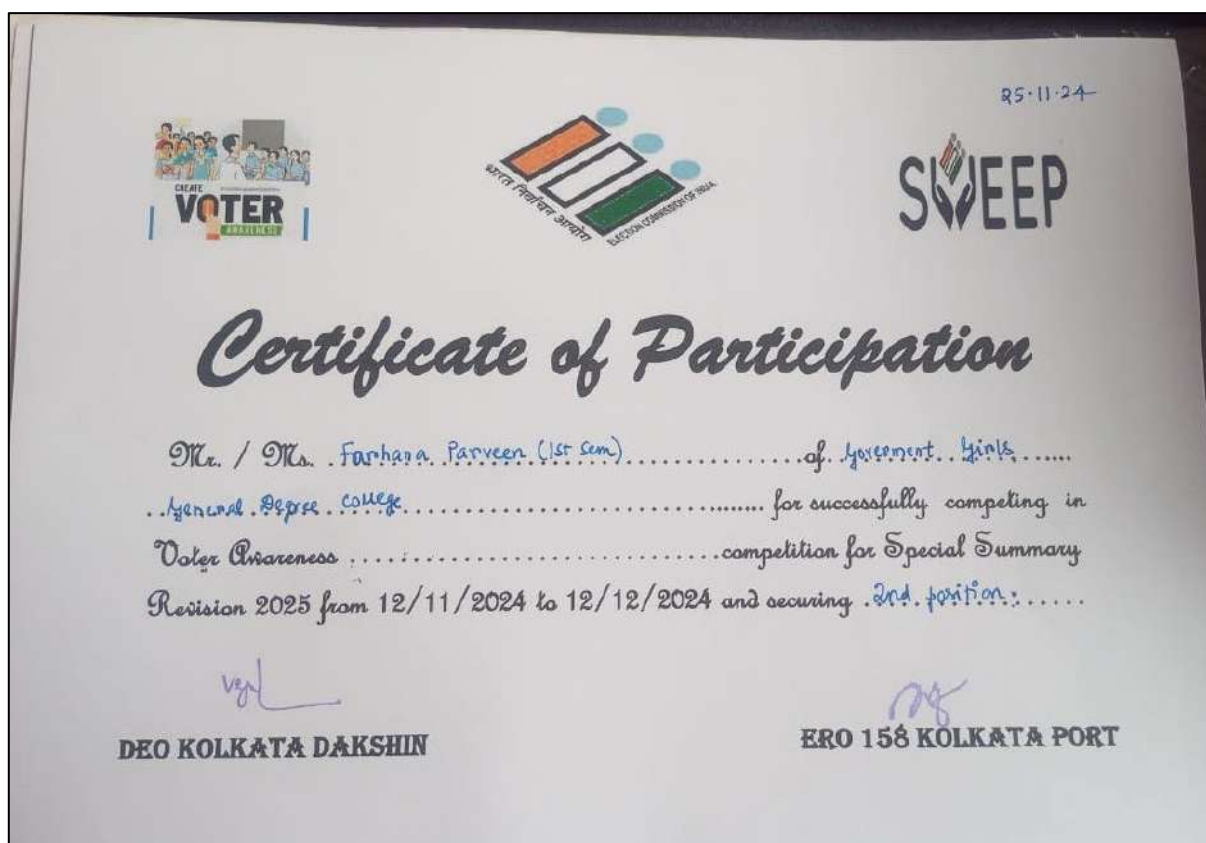 25.11.24
CREATE
VOTER
AWARENESS
भारत निर्वाचन आयोग
ELECTION COMMISSION OF INDIA
SWEEP
Certificate of Participation
Mr. / Ms. Farhana Parveen (1st Sem) of Goverment Girls
General Degree College for successfully competing in
Voter Awareness competition for Special Summary
Revision 2025 from 12/11/2024 to 12/12/2024 and securing 2nd position.
DEO KOLKATA DAKSHIN
ERO 158 KOLKATA PORT